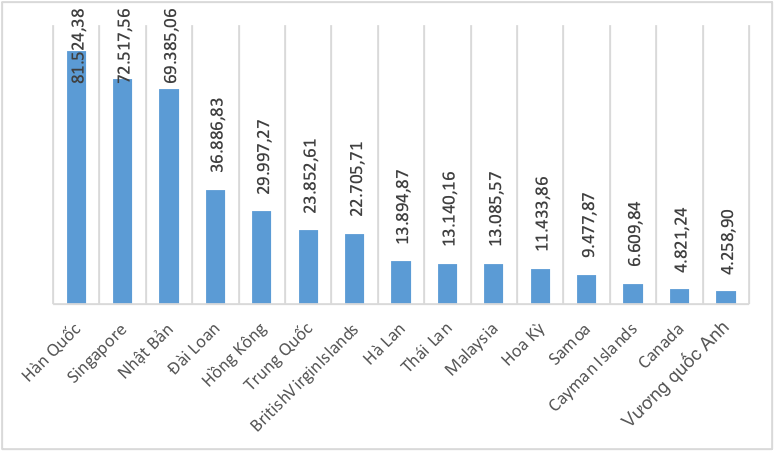 81.524,38
72.517,56
69.385,06
36.886,83
29.997,27
23.852,61
22.705,71
13.894,87
13.140,16
13.085,57
11.433,86
9.477,87
6.609,84
4.821,24
4.258,90
Hàn Quốc
Singapore
Nhật Bản
Đài Loan
Hồng Kông
Trung Quốc
BritishVirginIslands
Hà Lan
Thái Lan
Malaysia
Hoa Kỳ
Samoa
Cayman Islands
Canada
Vương quốc Anh